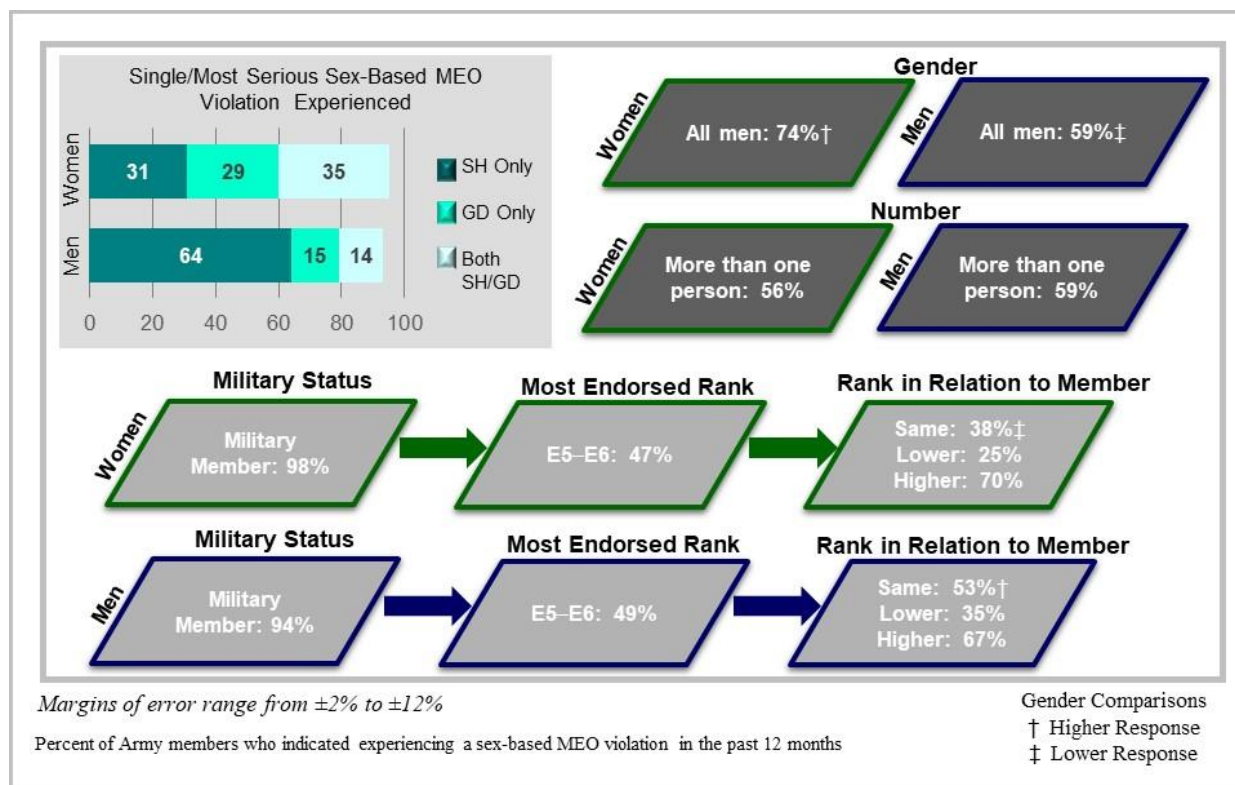 Single/Most Serious Sex-Based MEO
Violation Experienced
Women
31
29
35
Men
64
15
14
0
20
40
60
80
100
SH Only
GD Only
Both
SH/GD
Gender
Women
All men: 74%†
Men
All men: 59%‡
Number
Women
More than one
person: 56%
Men
More than one
person: 59%
Women
Military Status
Military
Member: 98%
Most Endorsed Rank
E5–E6: 47%
Rank in Relation to Member
Same: 38%‡
Lower: 25%
Higher: 70%
Men
Military Status
Military
Member: 94%
Most Endorsed Rank
E5–E6: 49%
Rank in Relation to Member
Same: 53%†
Lower: 35%
Higher: 67%
Margins of error range from ±2% to ±12%
Percent of Army members who indicated experiencing a sex-based MEO violation in the past 12 months
Gender Comparisons
† Higher Response
‡ Lower Response